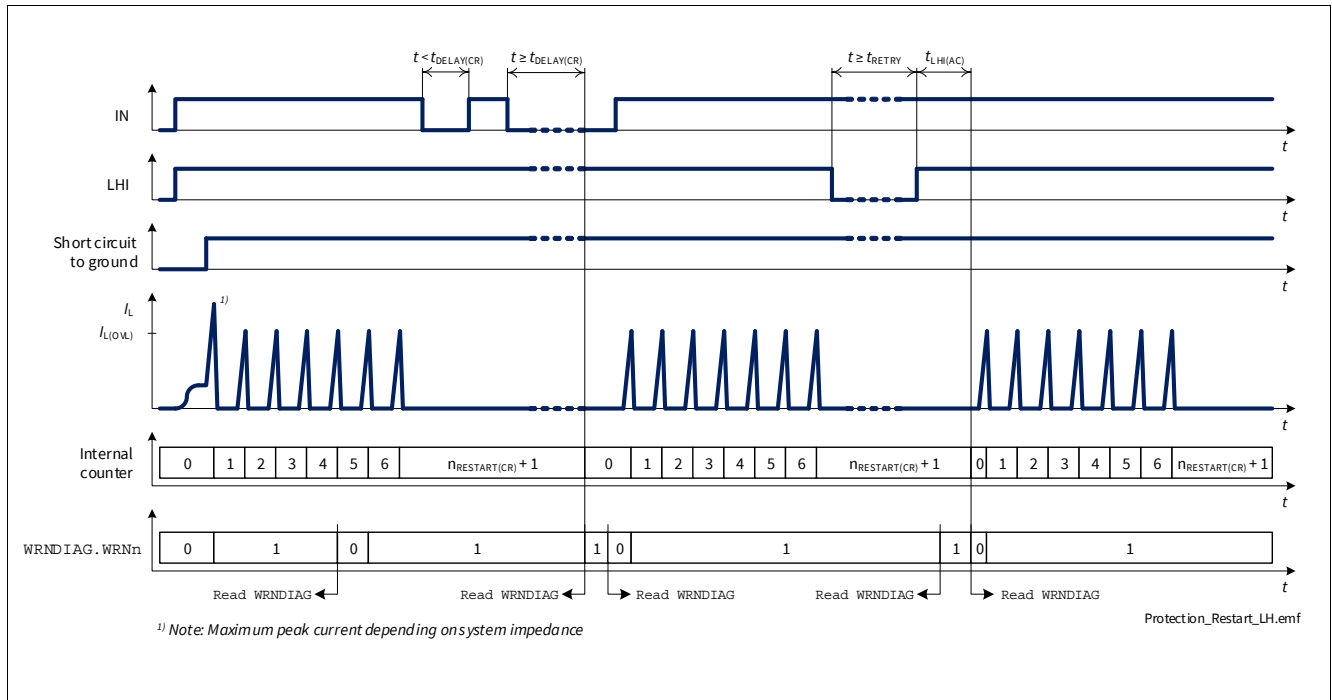 t < tDELAY(CR) t ≥ tDELAY(CR) t ≥ tRETRY tLHI(AC)
IN
t
LHI
t
Short circuit
to ground
t
1)
IL
IL(OVL)
t
Internal
counter
0 1 2 3 4 5 6 nRESTART(CR) + 1 0 1 2 3 4 5 6 nRESTART(CR) + 1 0 1 2 3 4 5 6 nRESTART(CR) + 1
t
WRNDIAG.WRNn
0 1 0 1 1 0 1 1 0 1
t
Read WRNDIAG Read WRNDIAG Read WRNDIAG Read WRNDIAG Read WRNDIAG
Protection_Restart_LH.emf
1) Note: Maximum peak current depending on system impedance